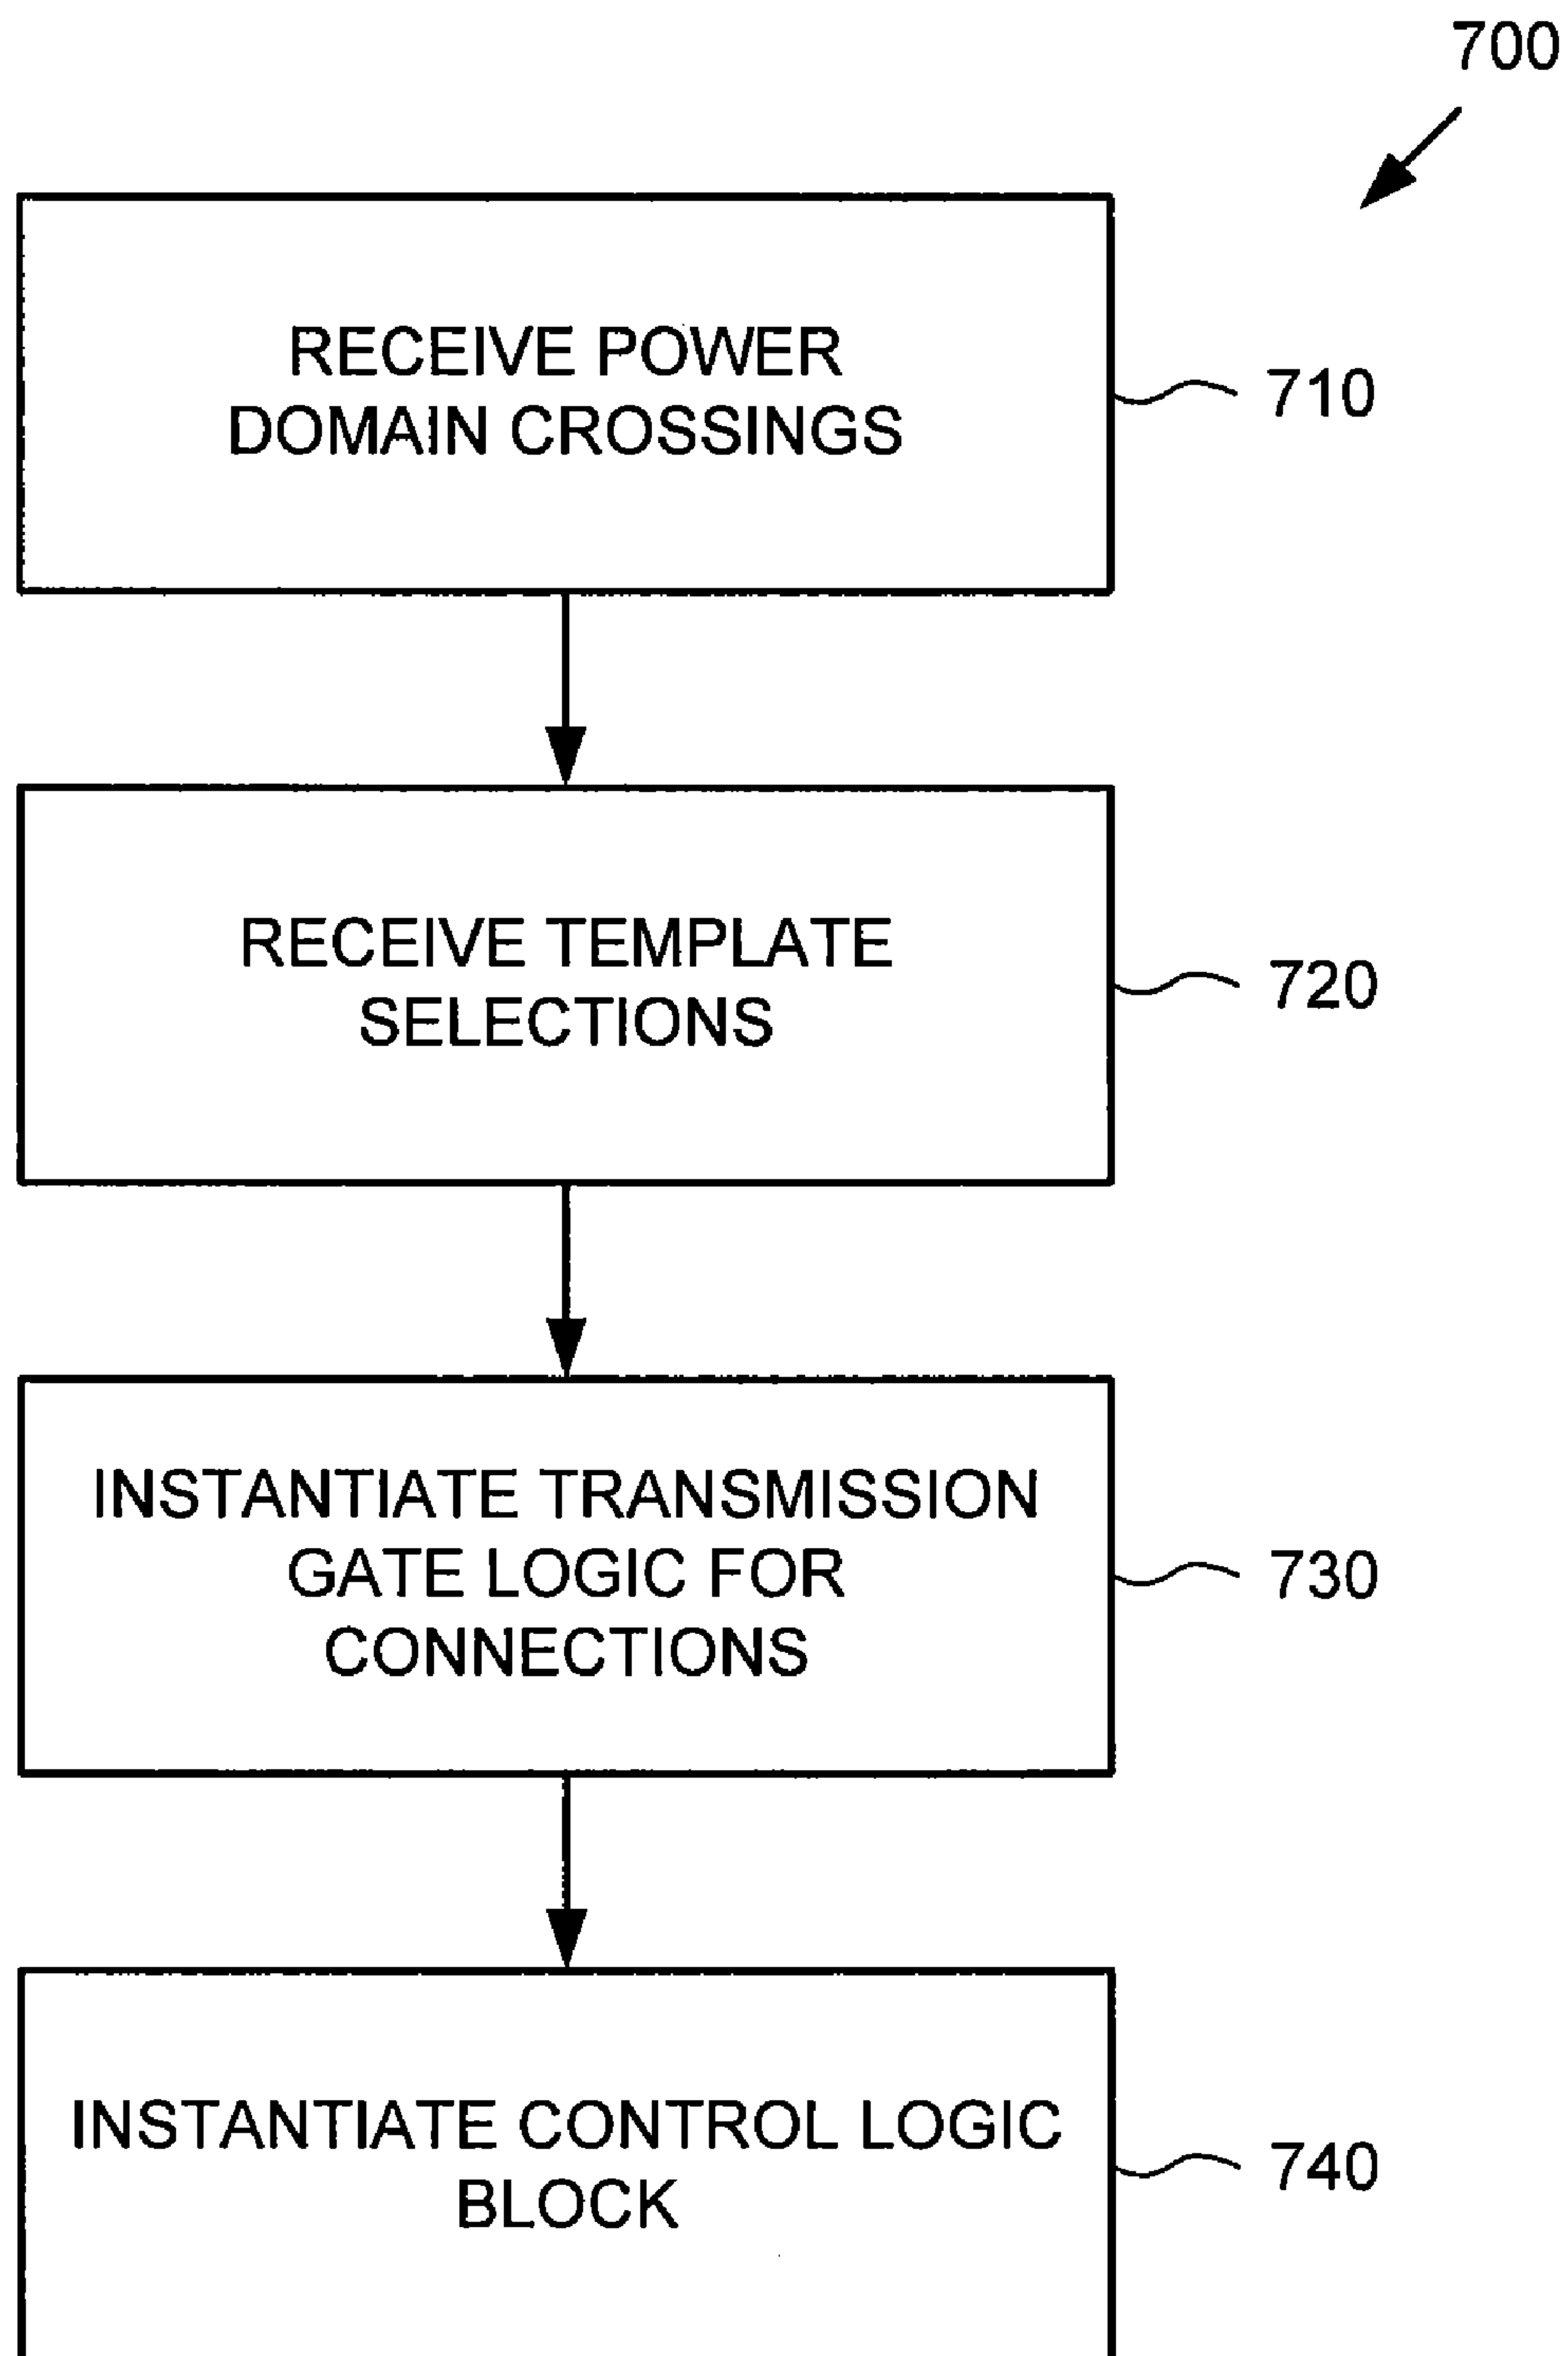 700
RECEIVE POWER
DOMAIN CROSSINGS
710
RECEIVE TEMPLATE
SELECTIONS
720
INSTANTIATE TRANSMISSION
GATE LOGIC FOR
CONNECTIONS
730
INSTANTIATE CONTROL LOGIC
BLOCK
740